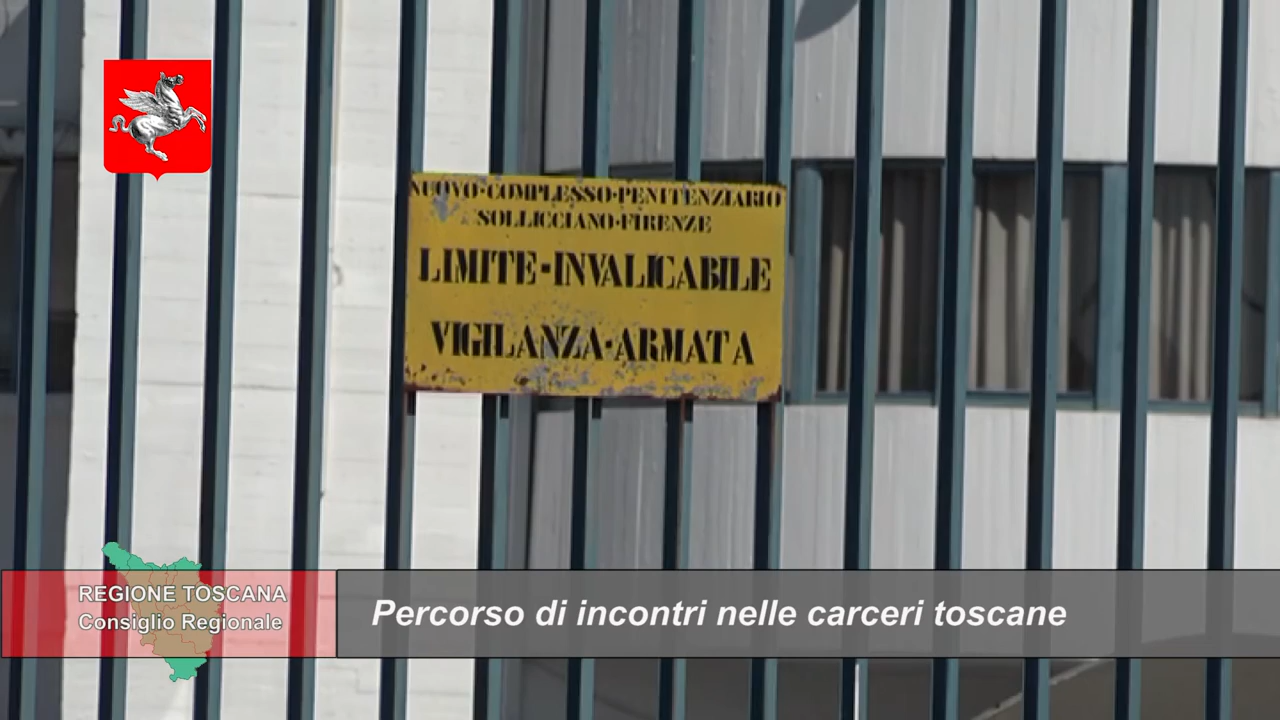 NUOVO·COMPLESSO·PENITENZIARIO
SOLLICCIANO·FIRENZE
LIMITE-INVALICABILE
VIGILANZA·ARMATA
REGIONE TOSCANA
Consiglio Regionale
Percorso di incontri nelle carceri toscane